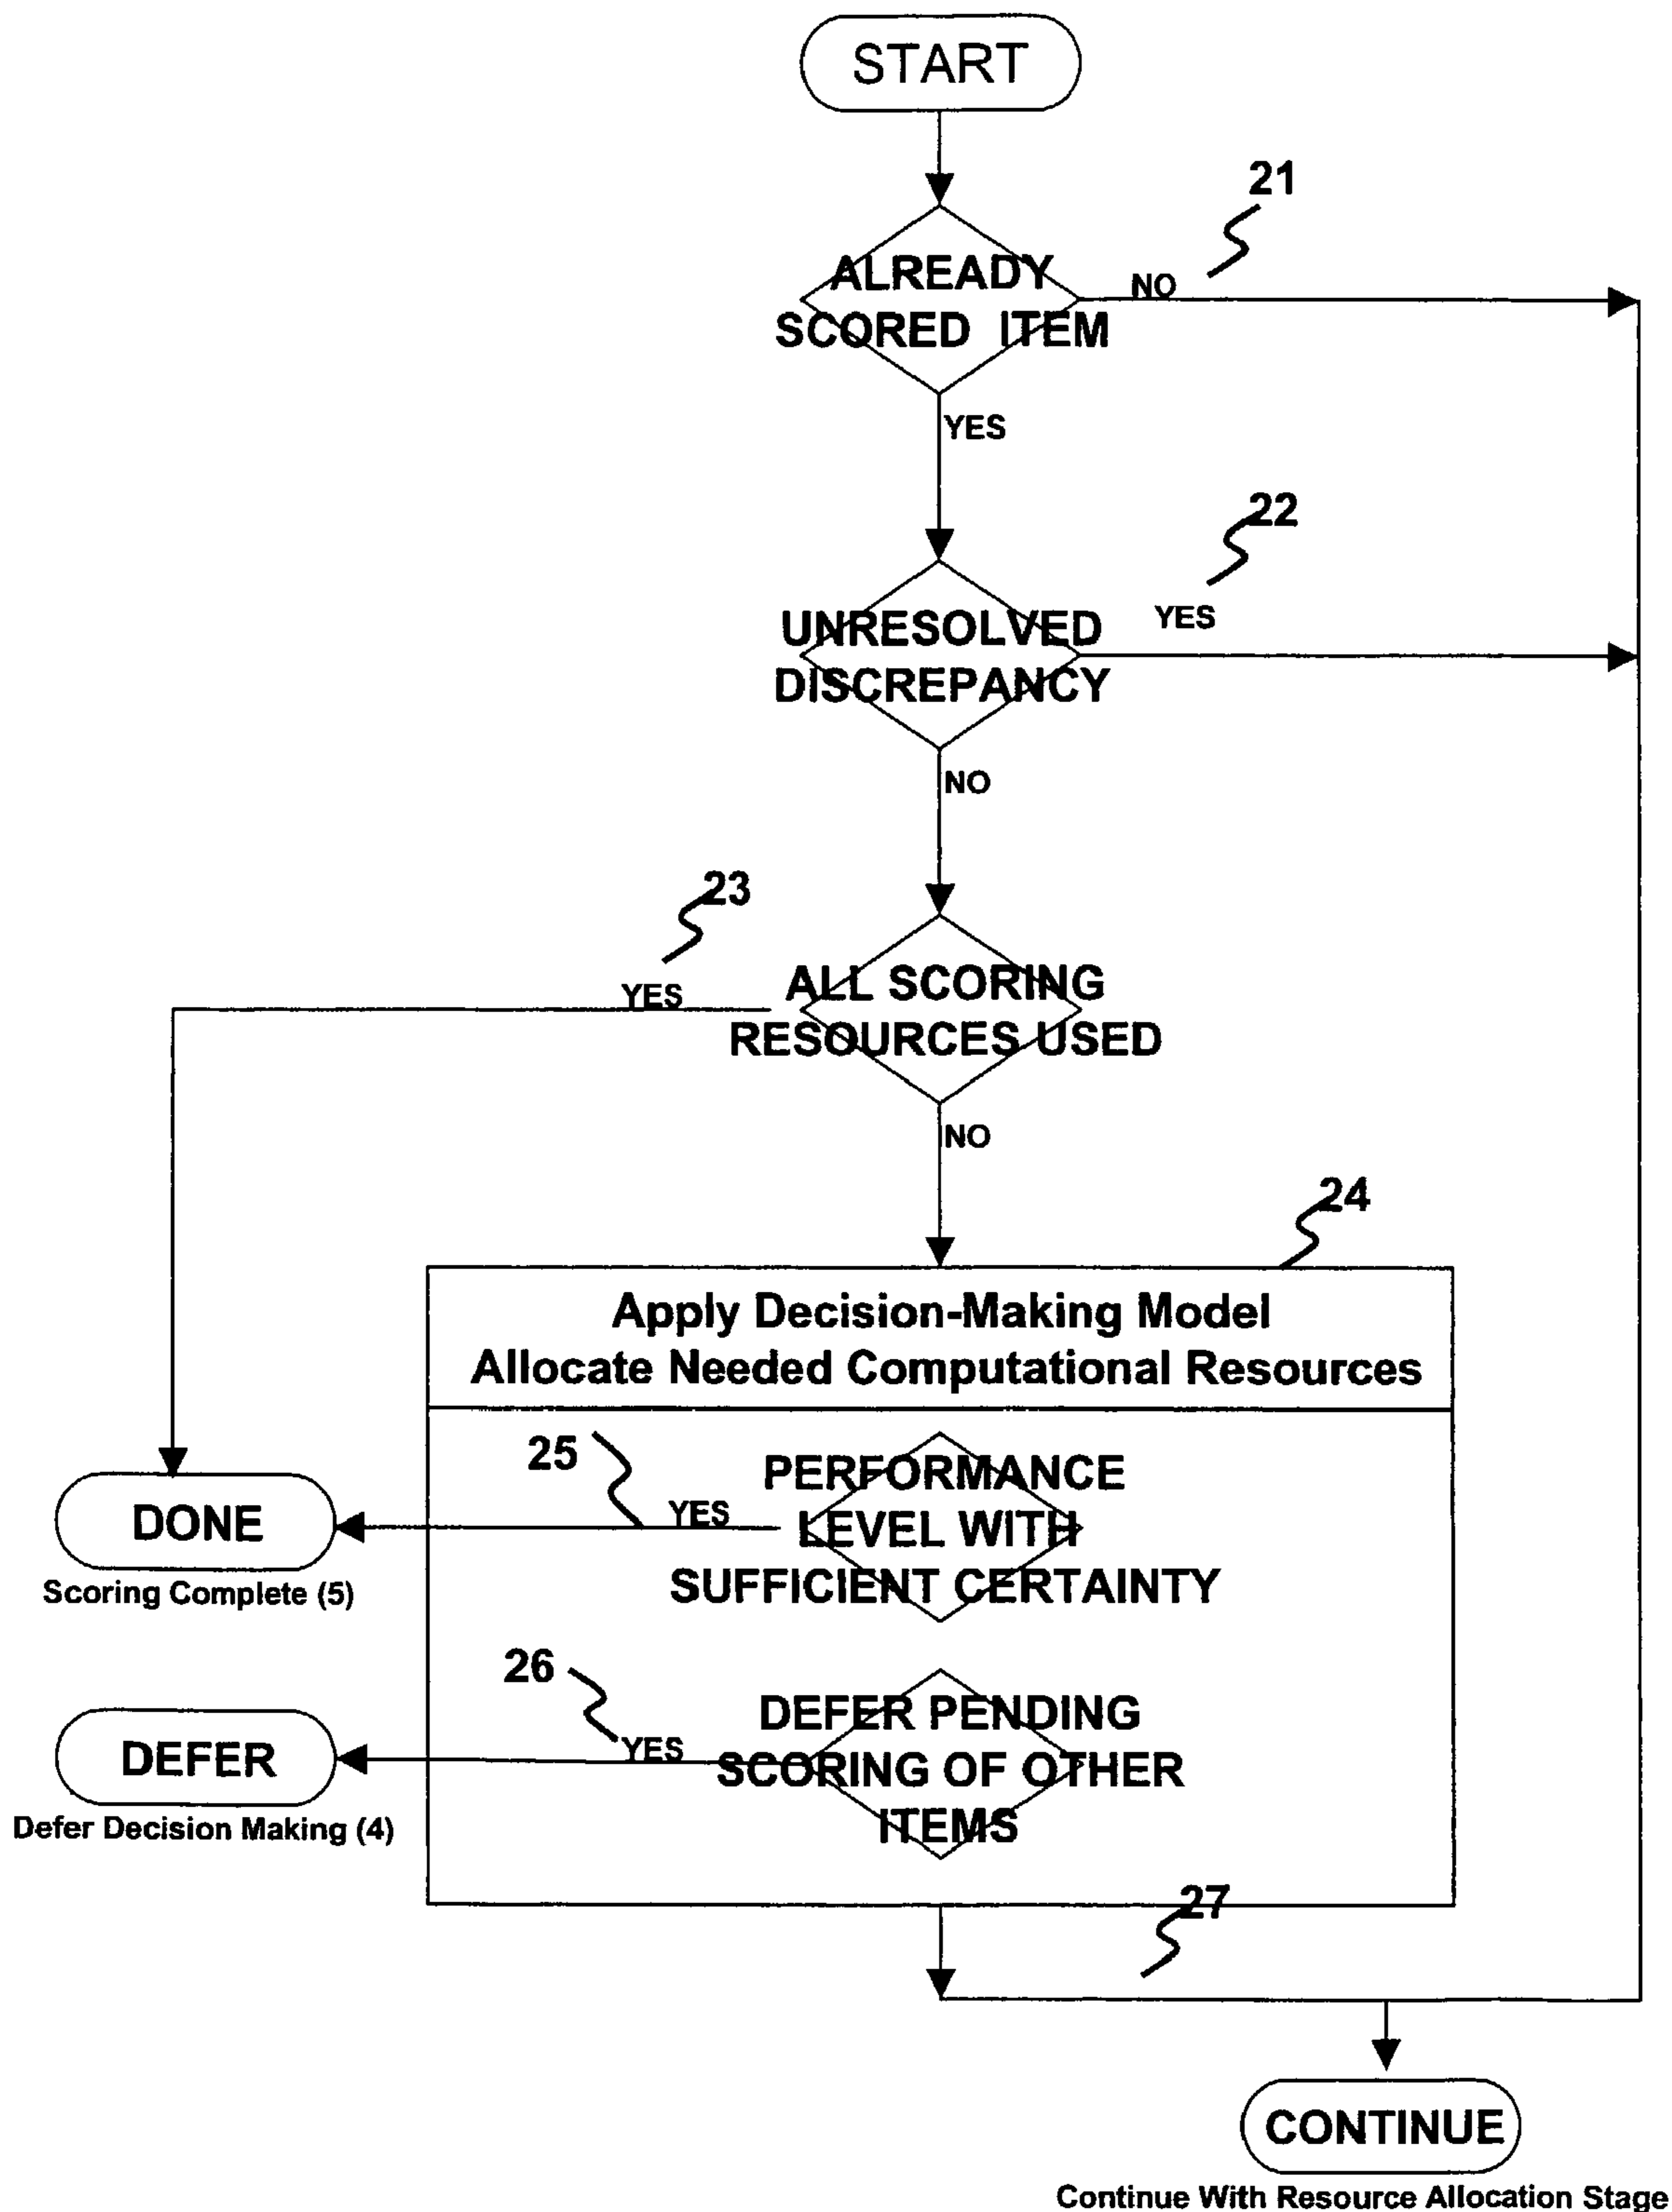 START
21
ALREADY
SCORED ITEM
NO
YES
22
UNRESOLVED
DISCREPANCY
YES
NO
23
ALL SCORING
RESOURCES USED
YES
NO
24
Apply Decision-Making Model
Allocate Needed Computational Resources
25
PERFORMANCE
LEVEL WITH
SUFFICIENT CERTAINTY
YES
DONE
Scoring Complete (5)
26
DEFER PENDING
SCORING OF OTHER
ITEMS
YES
DEFER
Defer Decision Making (4)
27
CONTINUE
Continue With Resource Allocation Stage